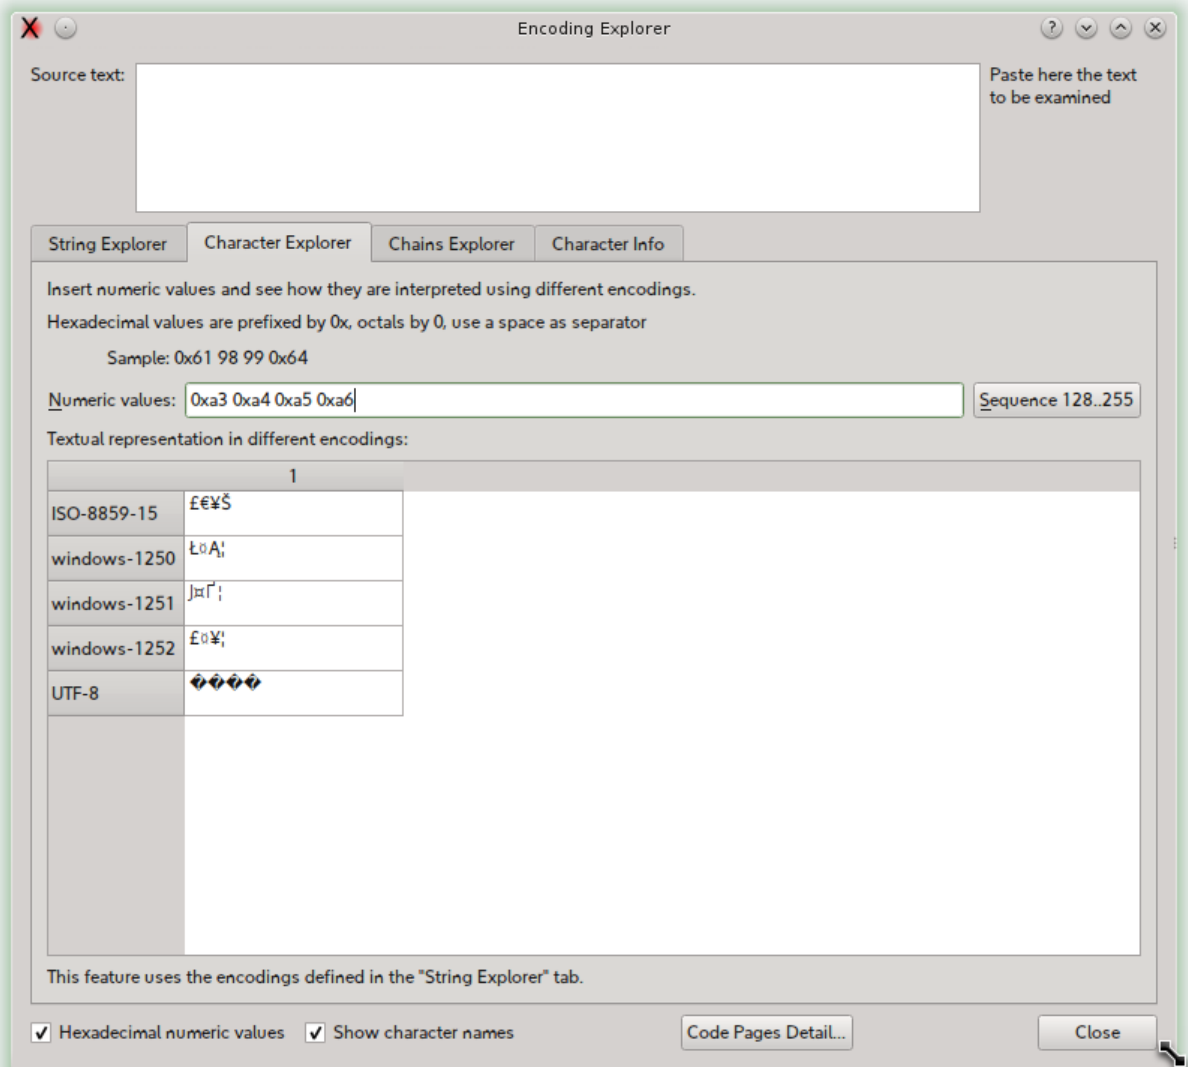 Encoding Explorer
Source text:
Paste here the text
to be examined
String Explorer
Character Explorer
Chains Explorer
Character Info
Insert numeric values and see how they are interpreted using different encodings.
Hexadecimal values are prefixed by 0x, octals by 0, use a space as separator
Sample: 0x61 98 99 0x64
Numeric values: 0xa3 0xa4 0xa5 0xa6 Sequence 128..255
Textual representation in different encodings:
1
ISO-8859-15 £€¥Š
windows-1250 Ł¤Ą¦
windows-1251 Ј¤Ґ¦
windows-1252 £¤¥¦
UTF-8 ����
This feature uses the encodings defined in the "String Explorer" tab.
Hexadecimal numeric values Show character names Code Pages Detail... Close